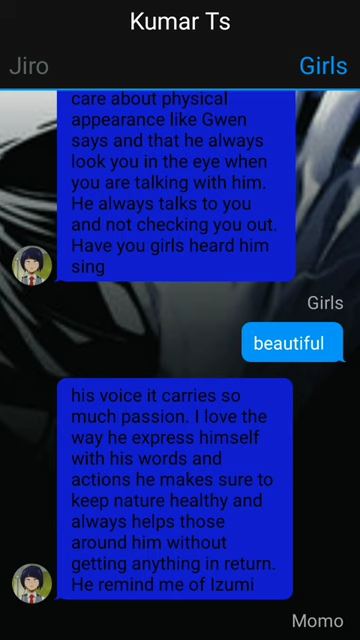 Kumar Ts
Jiro
Girls
care about physical
appearance like Gwen
says and that he always
look you in the eye when
you are talking with him.
He always talks to you
and not checking you out.
Have you girls heard him
sing
Girls
beautiful
his voice it carries so
much passion. I love the
way he express himself
with his words and
actions he makes sure to
keep nature healthy and
always helps those
around him without
getting anything in return.
He remind me of Izumi
Momo